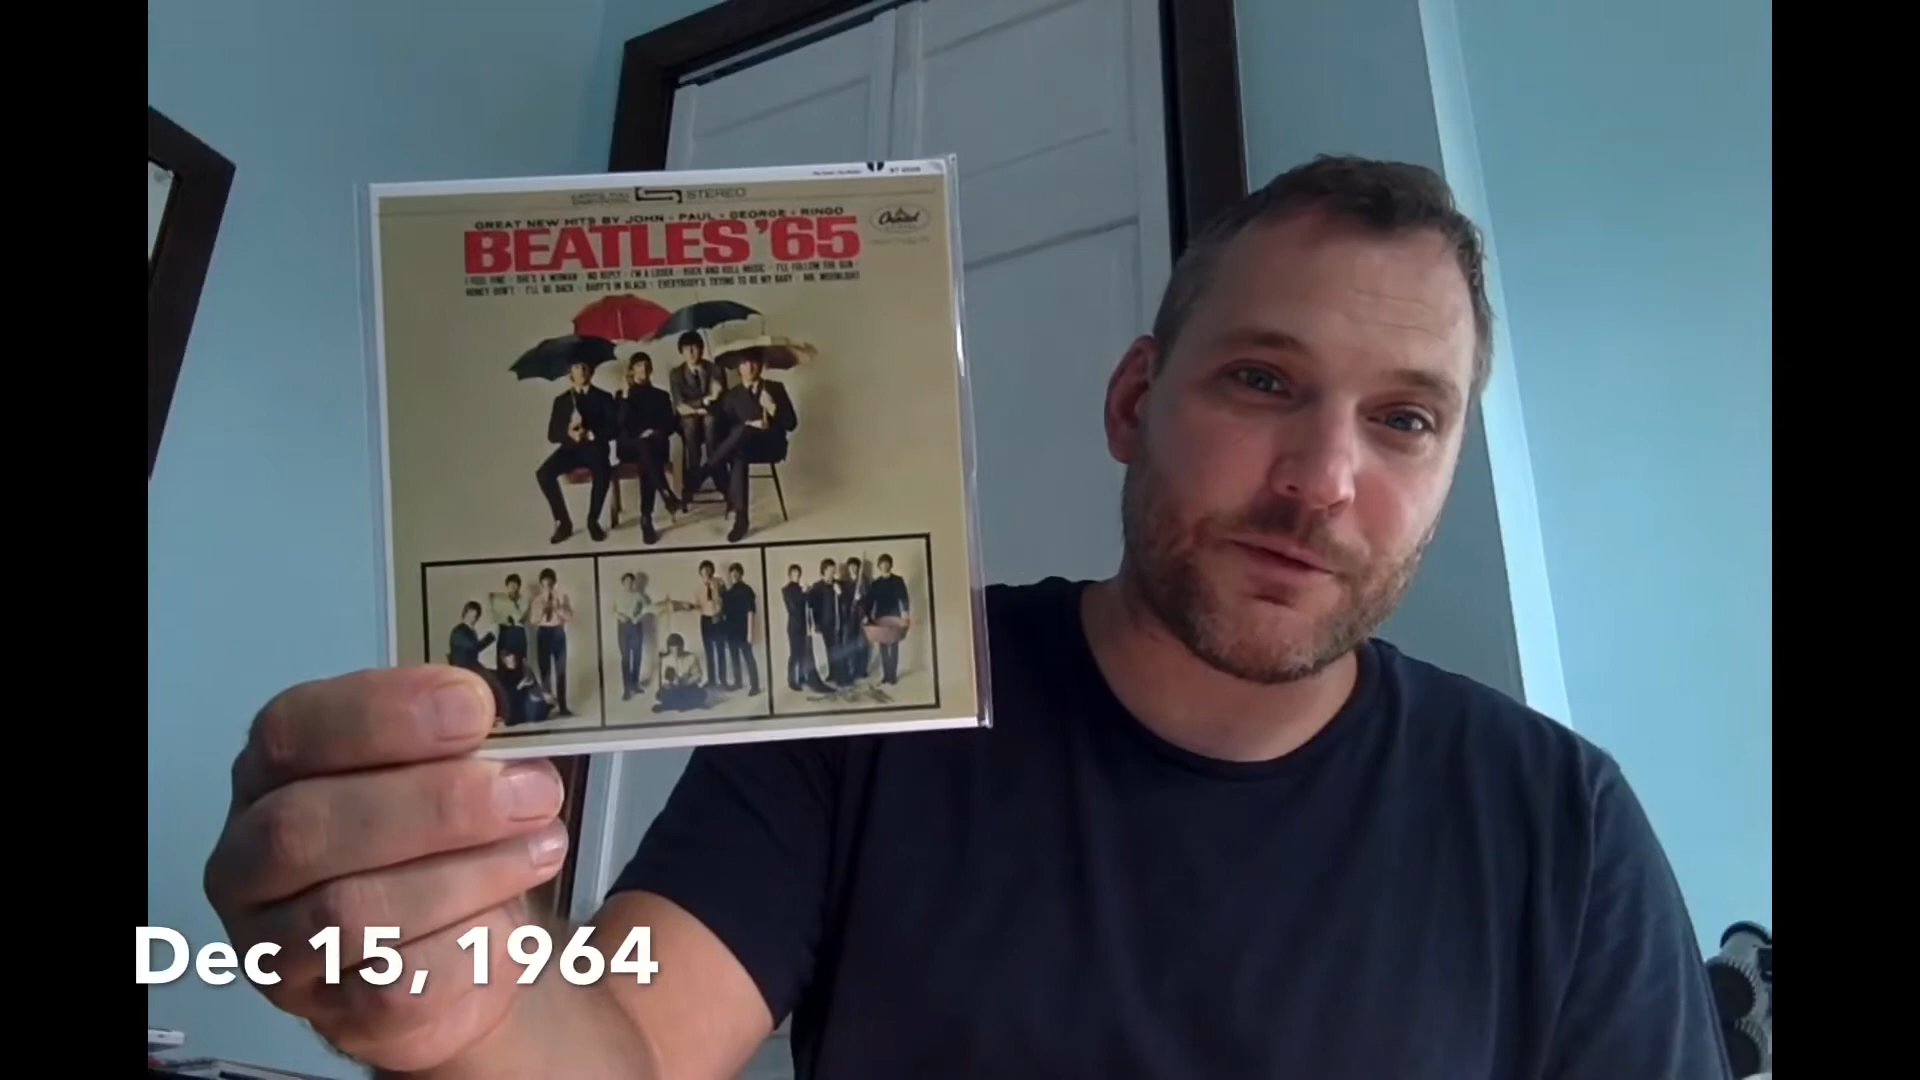 STEREO
GREAT NEW HITS BY JOHN • PAUL • GEORGE • RINGO
Capitol
BEATLES '65
I FEEL FINE • SHE'S A WOMAN • NO REPLY • I'M A LOSER • ROCK AND ROLL MUSIC • I'LL FOLLOW THE SUN •
HONEY DON'T • I'LL BE BACK • BABY'S IN BLACK • EVERYBODY'S TRYING TO BE MY BABY • MR. MOONLIGHT
Dec 15, 1964